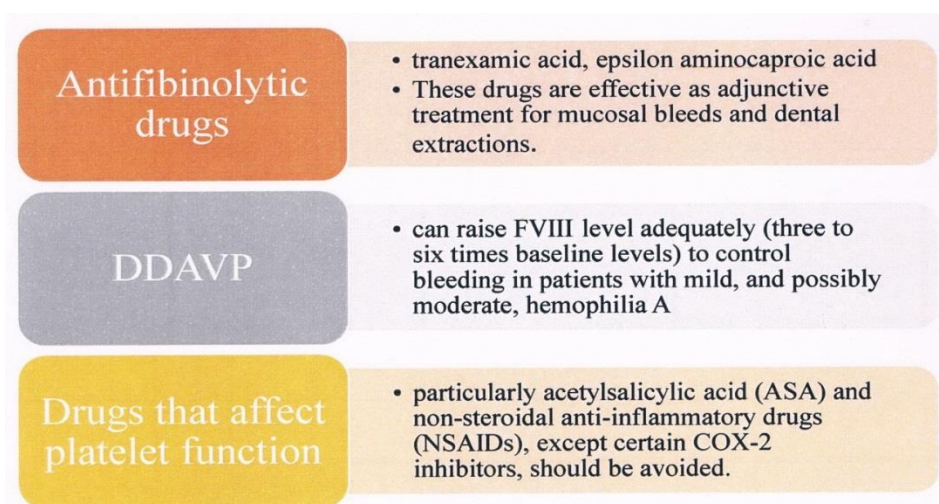 Antifibinolytic
drugs
• tranexamic acid, epsilon aminocaproic acid
• These drugs are effective as adjunctive
treatment for mucosal bleeds and dental
extractions.
DDAVP
• can raise FVIII level adequately (three to
six times baseline levels) to control
bleeding in patients with mild, and possibly
moderate, hemophilia A
Drugs that affect
platelet function
• particularly acetylsalicylic acid (ASA) and
non-steroidal anti-inflammatory drugs
(NSAIDs), except certain COX-2
inhibitors, should be avoided.